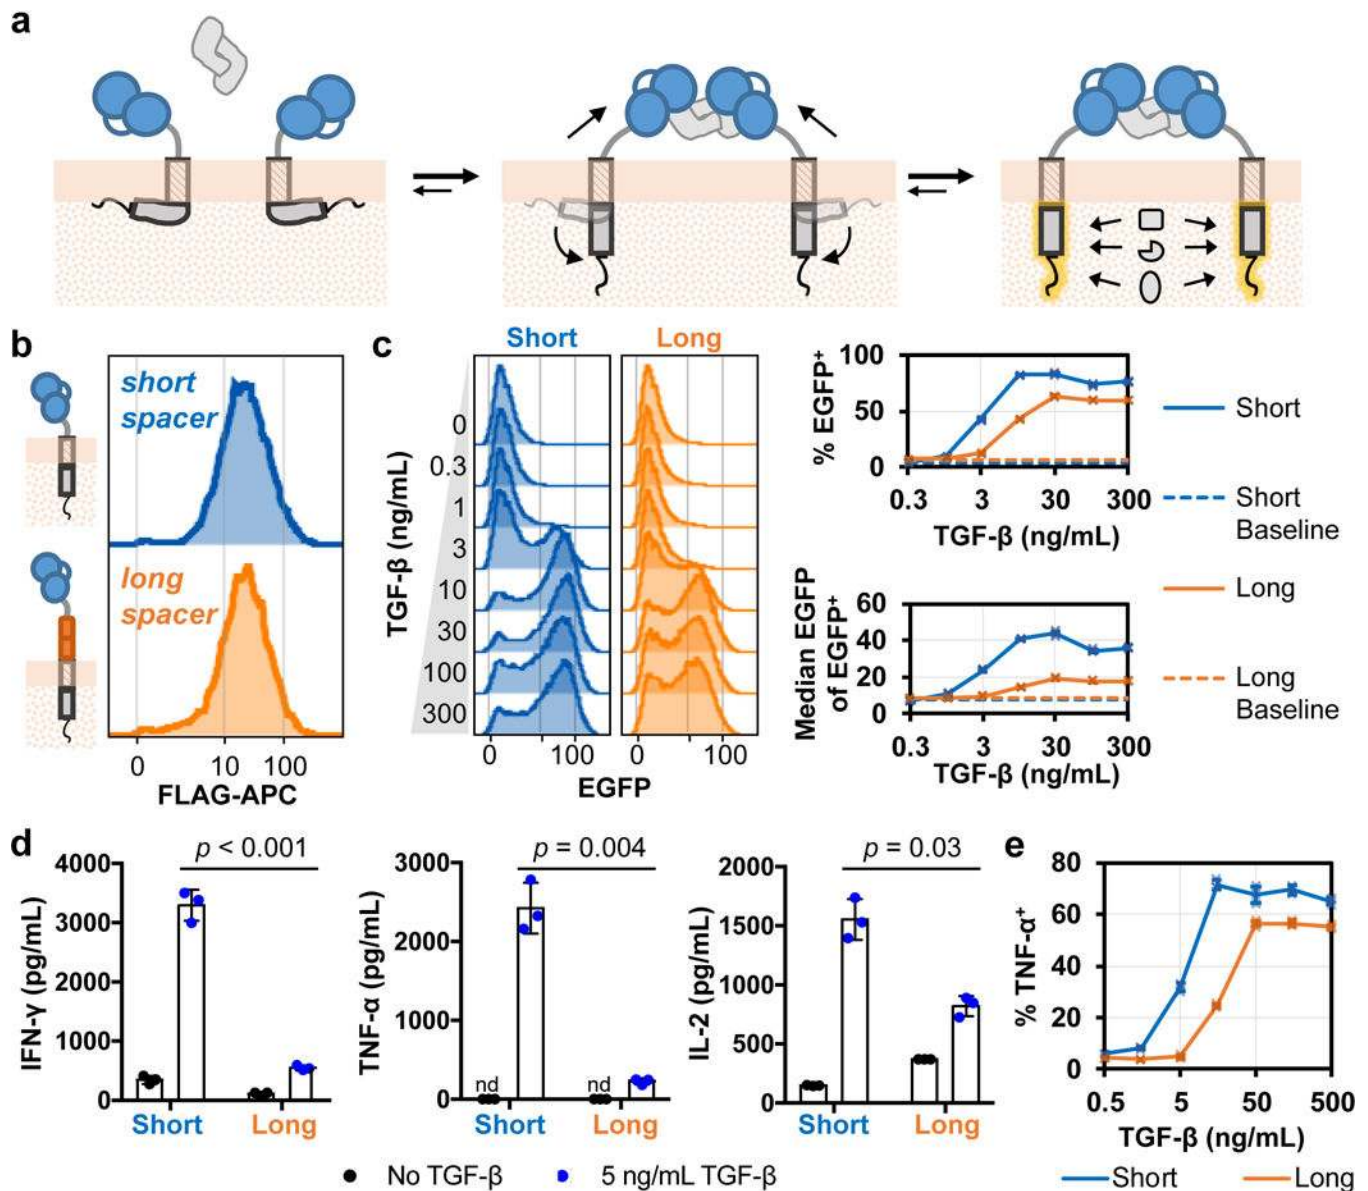 a
b
short
spacer
long
spacer
0
10
100
FLAG-APC
c
Short
Long
TGF-β (ng/mL)
0
0.3
1
3
10
30
100
300
0
100
0
100
EGFP
% EGFP+
100
50
0
0.3
3
30
300
TGF-β (ng/mL)
Median EGFP
of EGFP+
60
40
20
0
0.3
3
30
300
TGF-β (ng/mL)
Short
Short
Baseline
Long
Long
Baseline
d
IFN-γ (pg/mL)
4000
3000
2000
1000
0
p < 0.001
Short
Long
TNF-α (pg/mL)
3000
2000
1000
0
p = 0.004
nd
nd
Short
Long
IL-2 (pg/mL)
2000
1500
1000
500
0
p = 0.03
Short
Long
No TGF-β
5 ng/mL TGF-β
e
% TNF-α+
80
60
40
20
0
0.5
5
50
500
TGF-β (ng/mL)
Short
Long